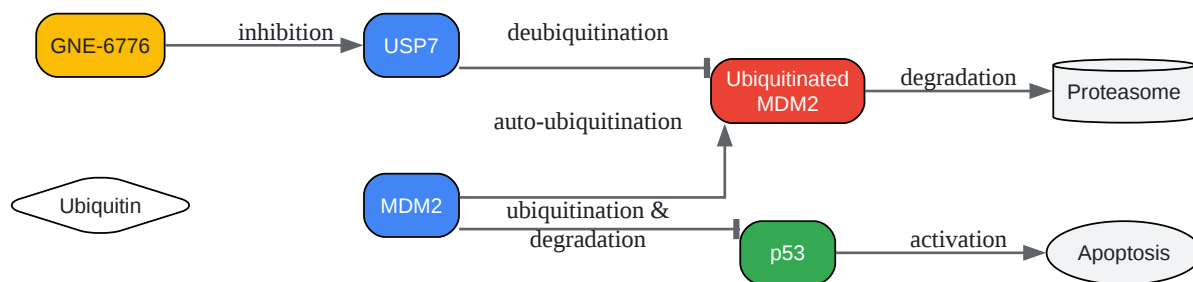 GNE-6776
inhibition
USP7
deubiquitination
Ubiquitinated
MDM2
degradation
Proteasome
auto-ubiquitination
Ubiquitin
MDM2
ubiquitination &
degradation
p53
activation
Apoptosis